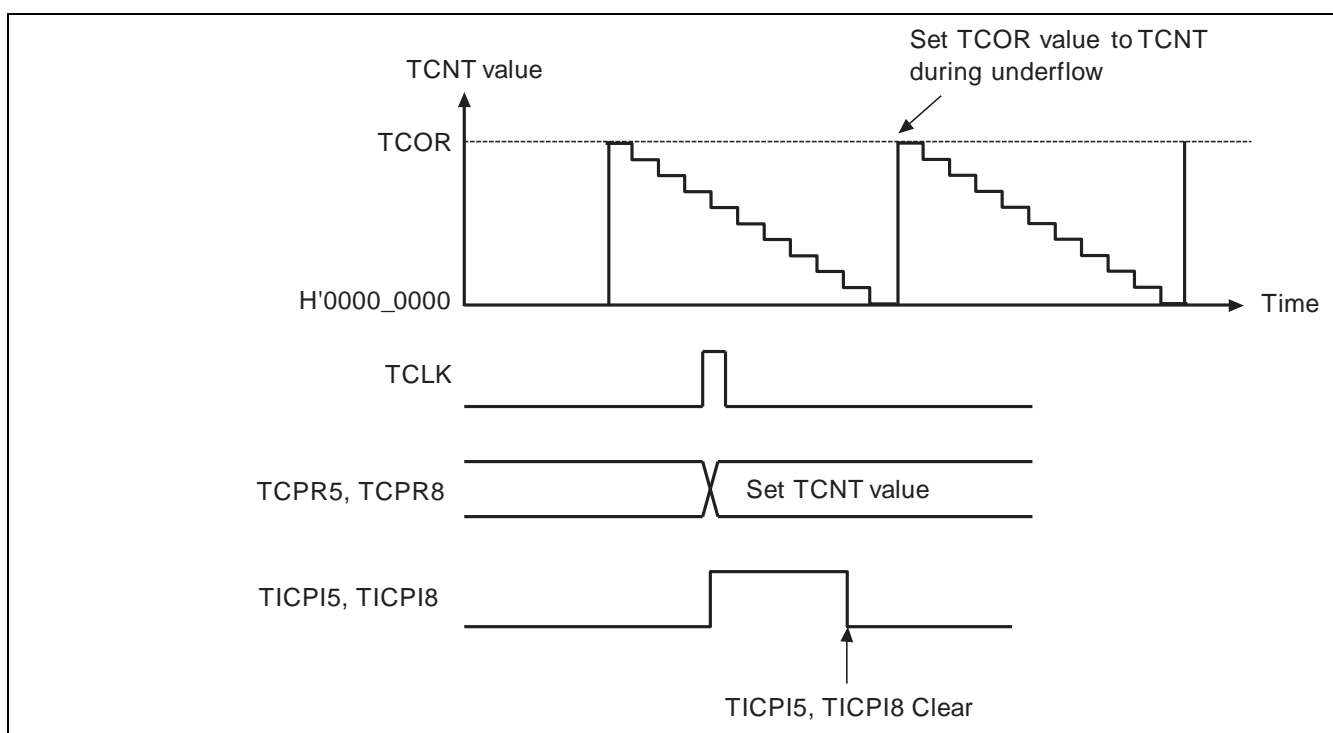 Set TCOR value to TCNT
during underflow
TCNT value
TCOR
H'0000_0000
Time
TCLK
TCPR5, TCPR8
Set TCNT value
TICPI5, TICPI8
TICPI5, TICPI8 Clear